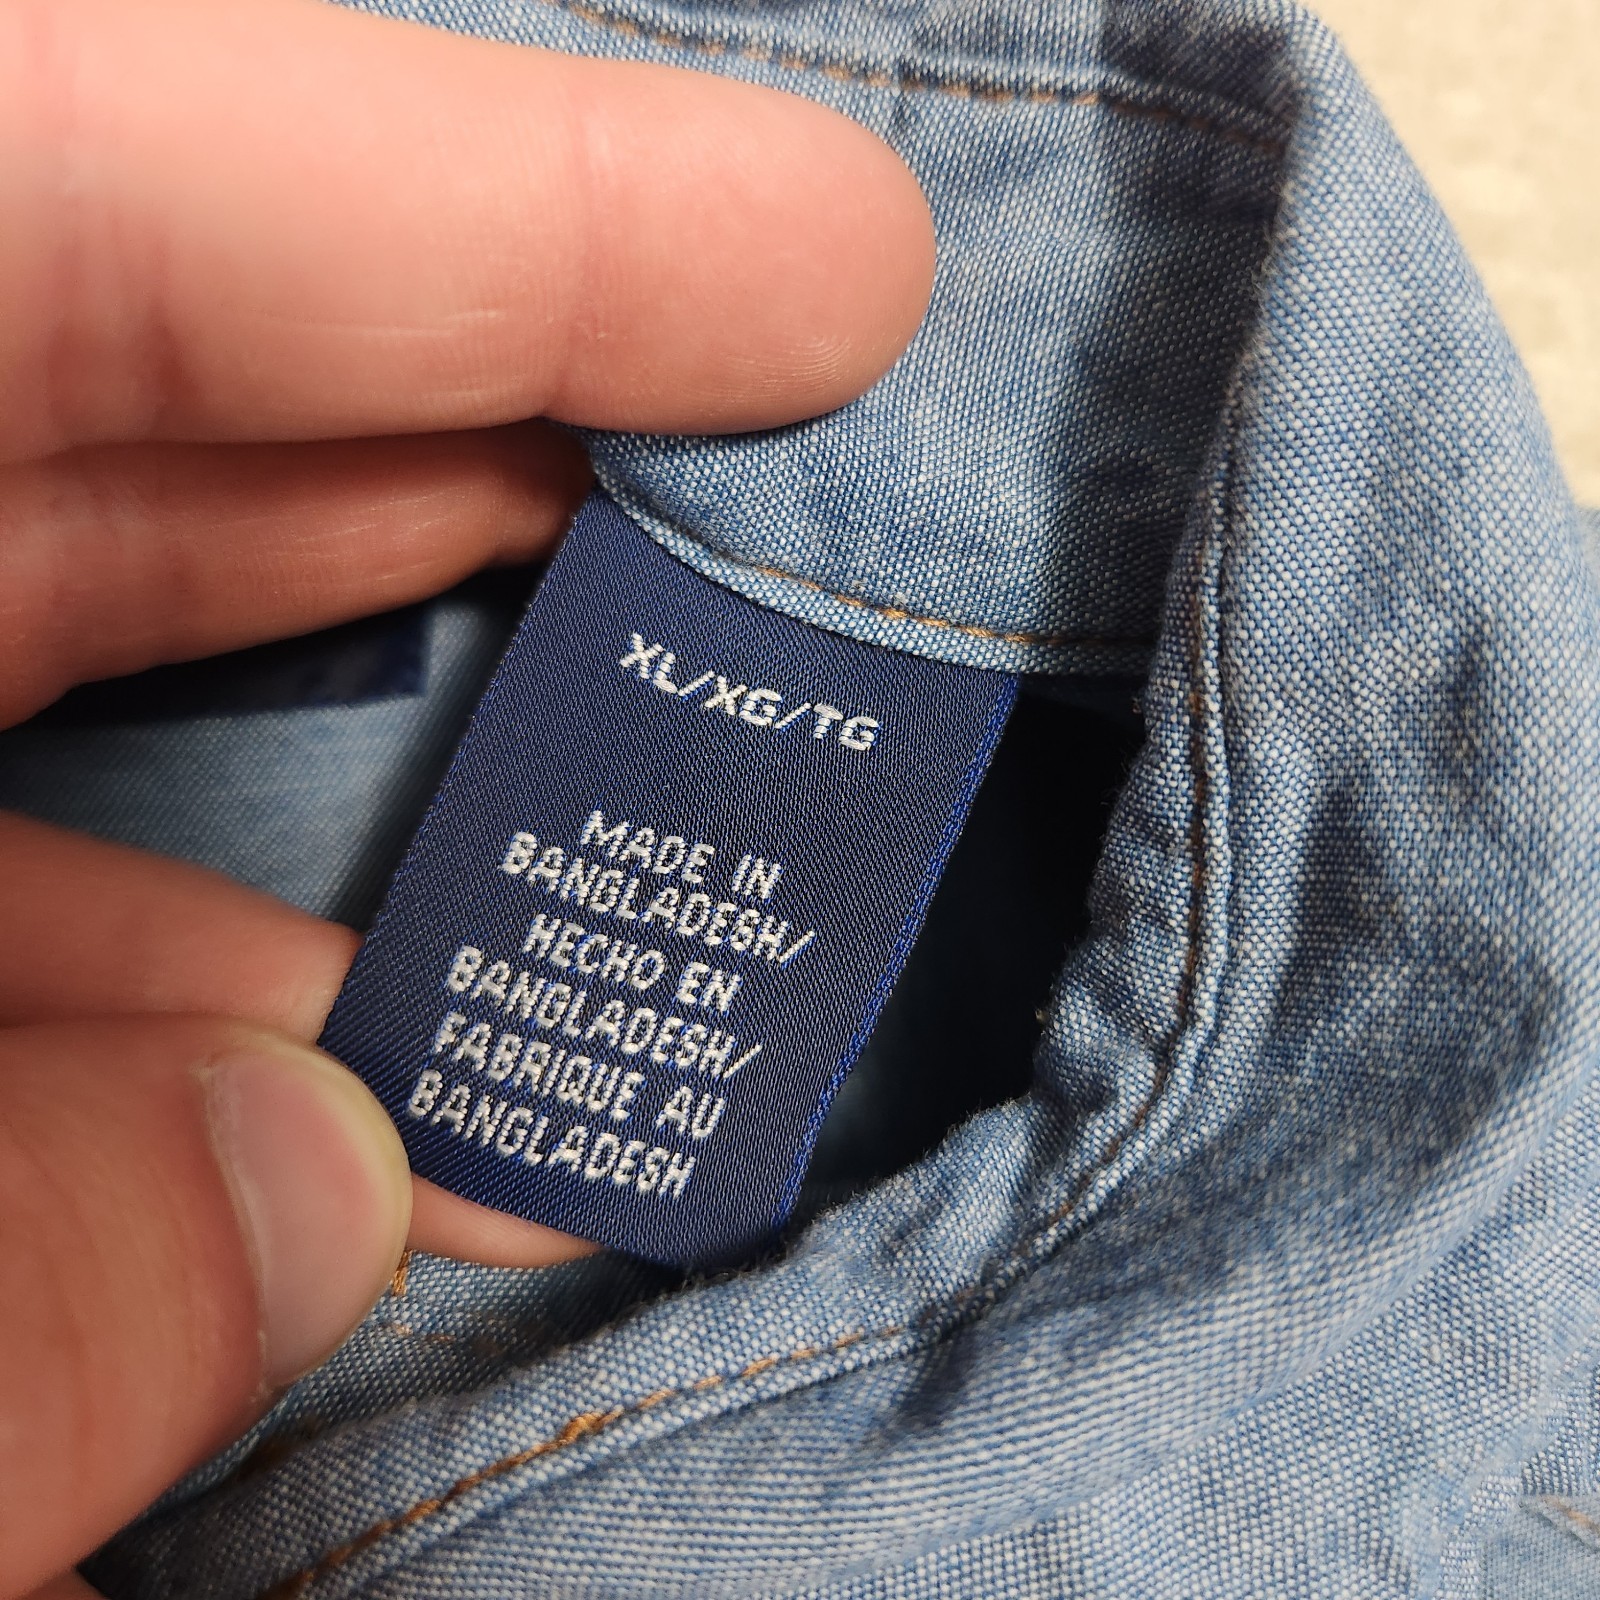 XL/XG/TG
MADE IN
BANGLADESH/
HECHO EN
BANGLADESH/
FABRIQUE AU
BANGLADESH